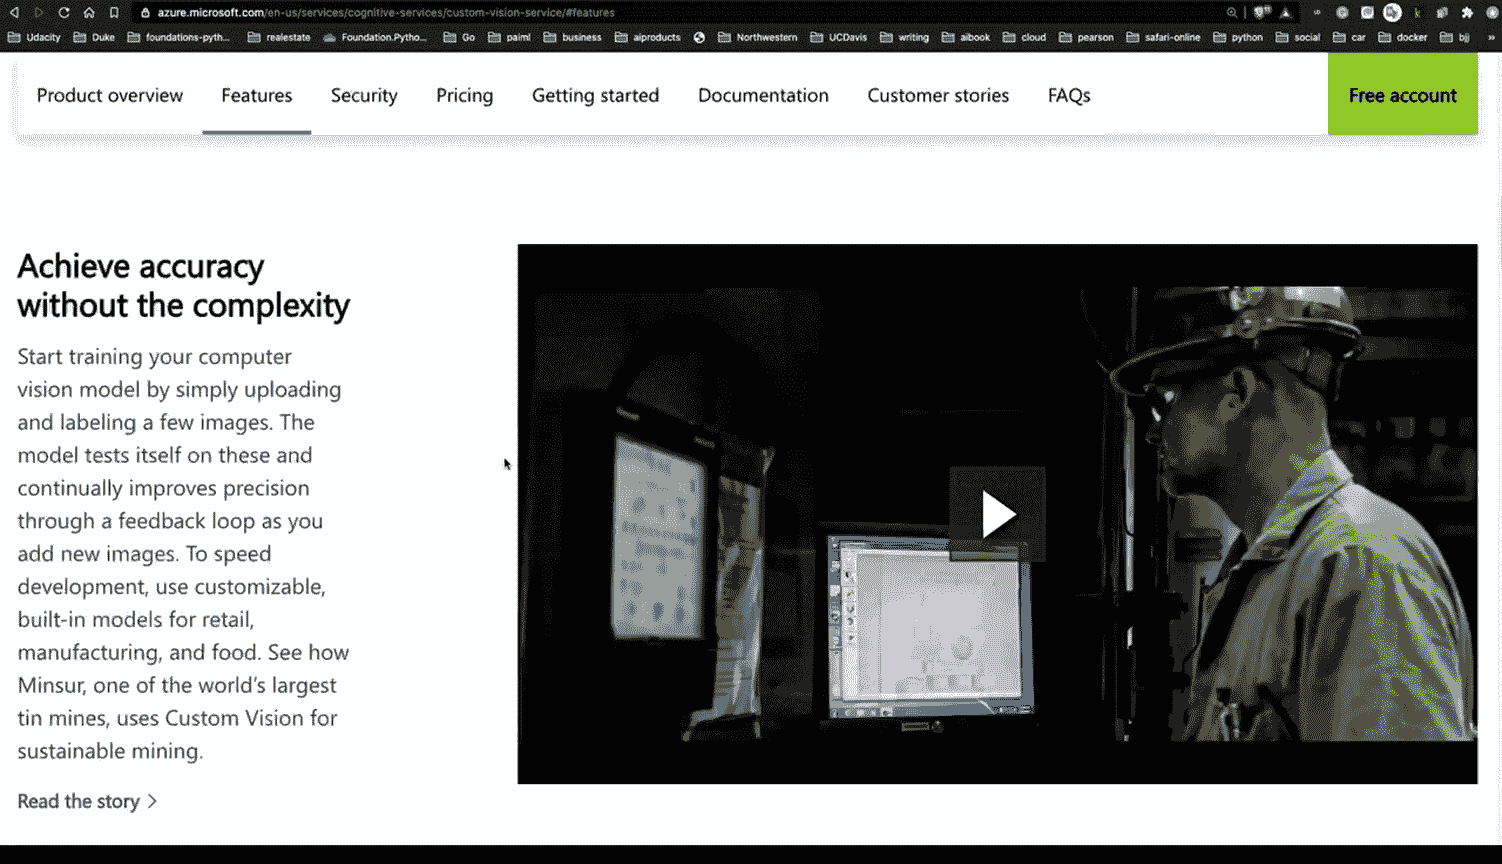 azure.microsoft.com/en-us/services/cognitive-services/custom-vision-service/#features
Udacity Duke foundations-pyth... realestate Foundation.Pytho... Go paiml business aiproducts Northwestern UCDavis writing aibook cloud pearson safari-online python social car docker bjj »
Product overview Features Security Pricing Getting started Documentation Customer stories FAQs Free account
Achieve accuracy
without the complexity
Start training your computer
vision model by simply uploading
and labeling a few images. The
model tests itself on these and
continually improves precision
through a feedback loop as you
add new images. To speed
development, use customizable,
built-in models for retail,
manufacturing, and food. See how
Minsur, one of the world's largest
tin mines, uses Custom Vision for
sustainable mining.
Read the story >